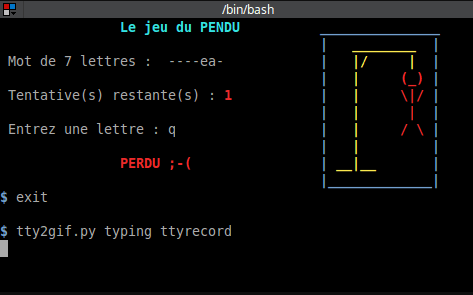 /bin/bash
Le jeu du PENDU
Mot de 7 lettres :  ----ea-
Tentative(s) restante(s) : 1
Entrez une lettre : q
PERDU ;-(
$ exit
$ tty2gif.py typing ttyrecord